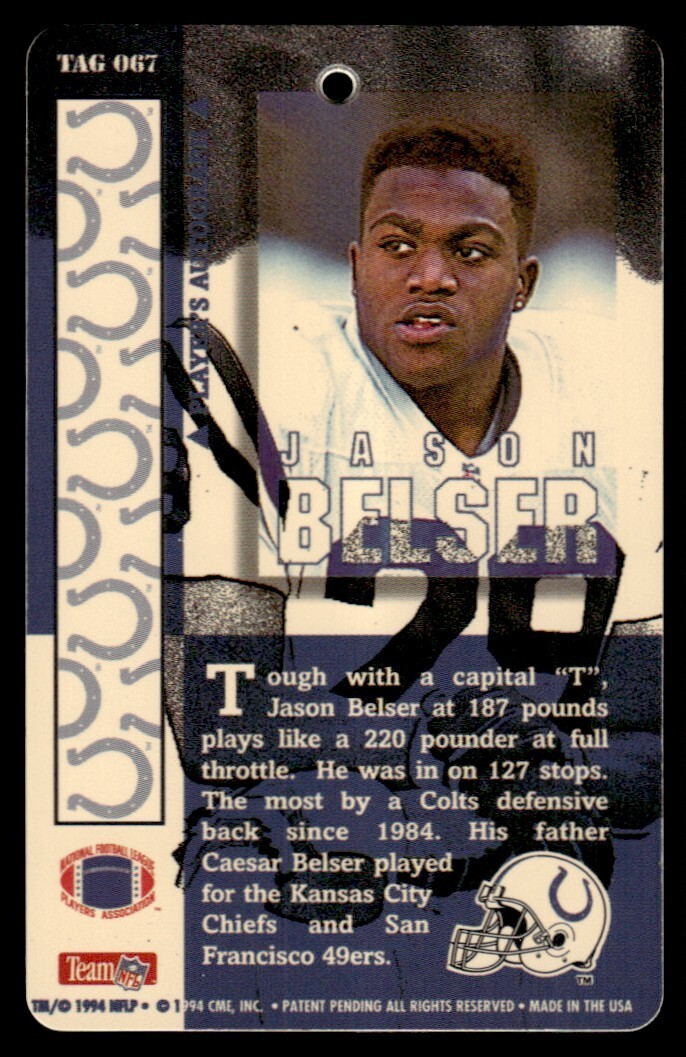 TAG 067
▲ PLAYER'S AUTOGRAPH ▲
JASON
BELSER
29
Tough with a capital “T”,
Jason Belser at 187 pounds
plays like a 220 pounder at full
throttle. He was in on 127 stops.
The most by a Colts defensive
back since 1984. His father
Caesar Belser played
for the Kansas City
Chiefs and San
Francisco 49ers.
NATIONAL FOOTBALL LEAGUE
PLAYERS ASSOCIATION™
Team NFL
TM
TM/© 1994 NFLP • © 1994 CME, INC. • PATENT PENDING ALL RIGHTS RESERVED • MADE IN THE USA